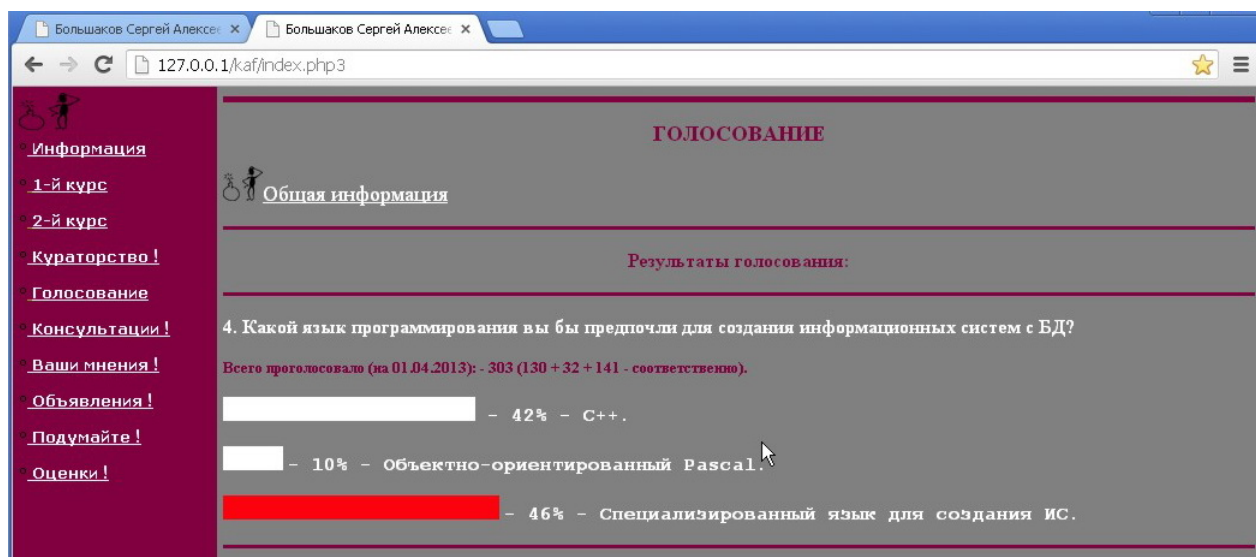 Большаков Сергей Алексее
Большаков Сергей Алексее
127.0.0.1/kaf/index.php3
Информация
1-й курс
2-й курс
Кураторство !
Голосование
Консультации !
Ваши мнения !
Объявления !
Подумайте !
Оценки !
ГОЛОСОВАНИЕ
Общая информация
Результаты голосования:
4. Какой язык программирования вы бы предпочли для создания информационных систем с БД?
Всего проголосовало (на 01.04.2013): - 303 (130 + 32 + 141 - соответственно).
- 42% - C++.
- 10% - Объектно-ориентированный Pascal.
- 46% - Специализированный язык для создания ИС.